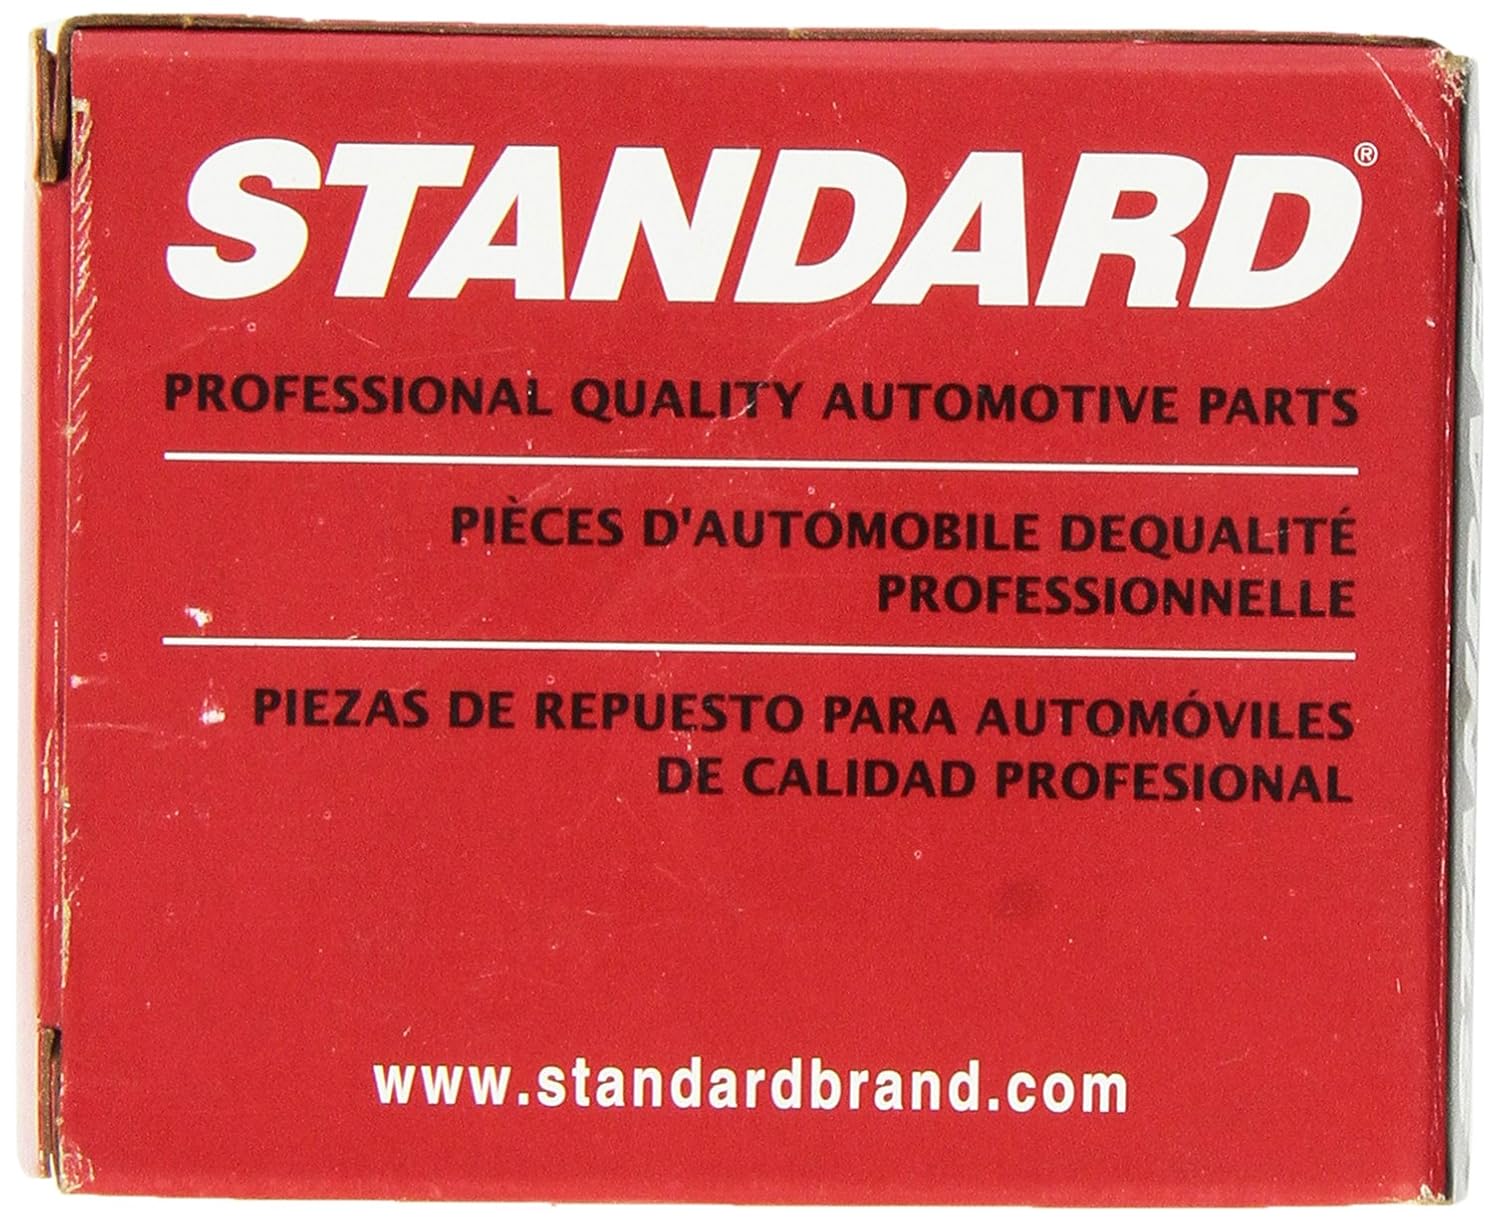 STANDARD®
PROFESSIONAL QUALITY AUTOMOTIVE PARTS
PIÈCES D'AUTOMOBILE DEQUALITÉ
PROFESSIONNELLE
PIEZAS DE REPUESTO PARA AUTOMÓVILES
DE CALIDAD PROFESIONAL
www.standardbrand.com